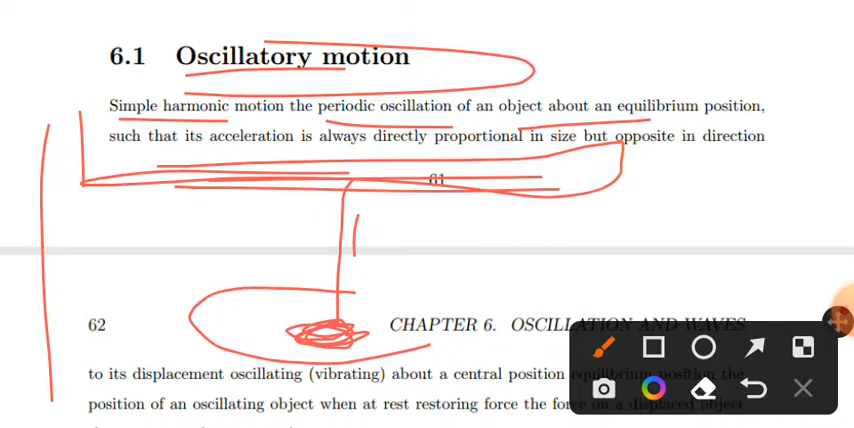 6.1 Oscillatory motion
Simple harmonic motion the periodic oscillation of an object about an equilibrium position,
such that its acceleration is always directly proportional in size but opposite in direction
61
62 CHAPTER 6. OSCILLATION AND WAVES
to its displacement oscillating (vibrating) about a central position equilibrium position the
position of an oscillating object when at rest restoring force the force on a displaced object